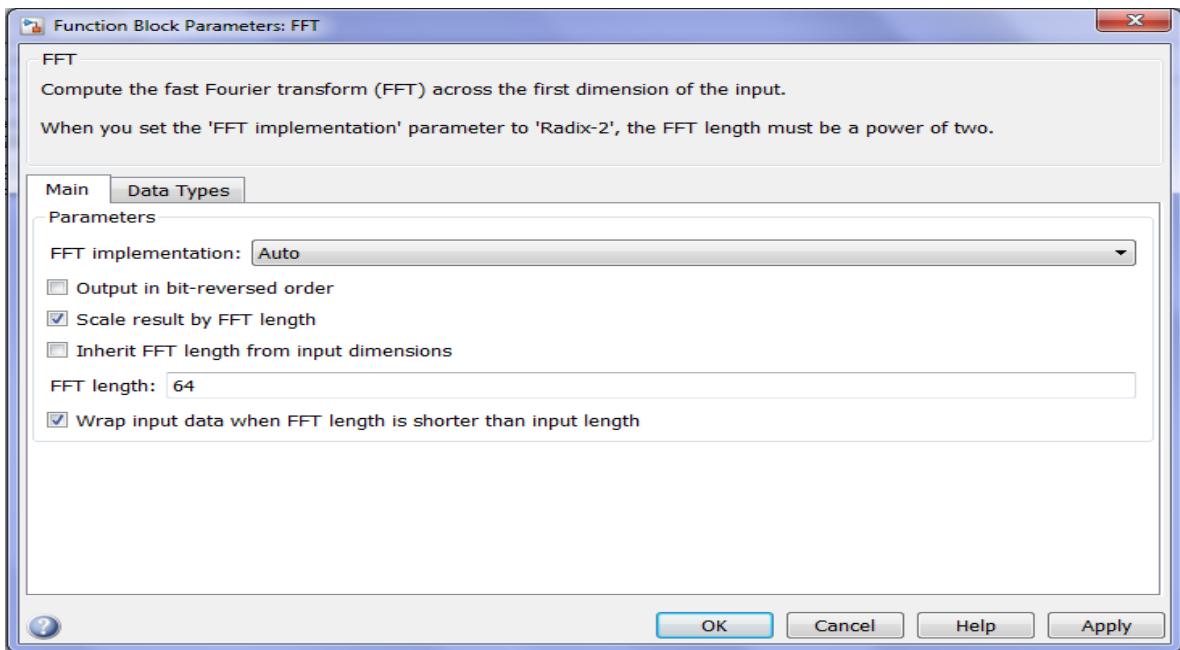 Function Block Parameters: FFT
FFT
Compute the fast Fourier transform (FFT) across the first dimension of the input.
When you set the 'FFT implementation' parameter to 'Radix-2', the FFT length must be a power of two.
Main Data Types
Parameters
FFT implementation: Auto
Output in bit-reversed order
Scale result by FFT length
Inherit FFT length from input dimensions
FFT length: 64
Wrap input data when FFT length is shorter than input length
OK Cancel Help Apply